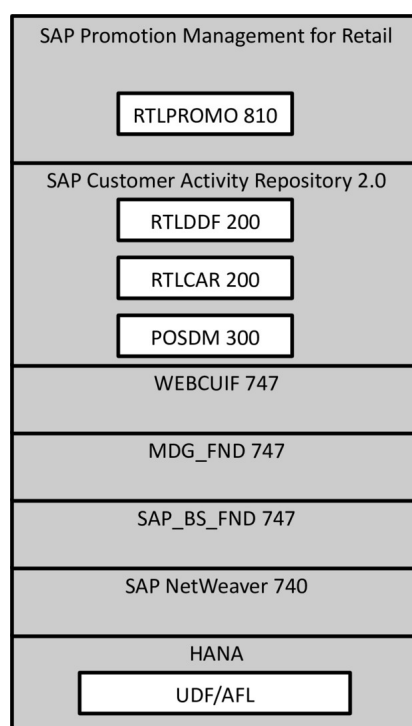 SAP Promotion Management for Retail
RTLPROMO 810
SAP Customer Activity Repository 2.0
RTLDDF 200
RTLCAR 200
POSDM 300
WEBCUIF 747
MDG_FND 747
SAP_BS_FND 747
SAP NetWeaver 740
HANA
UDF/AFL